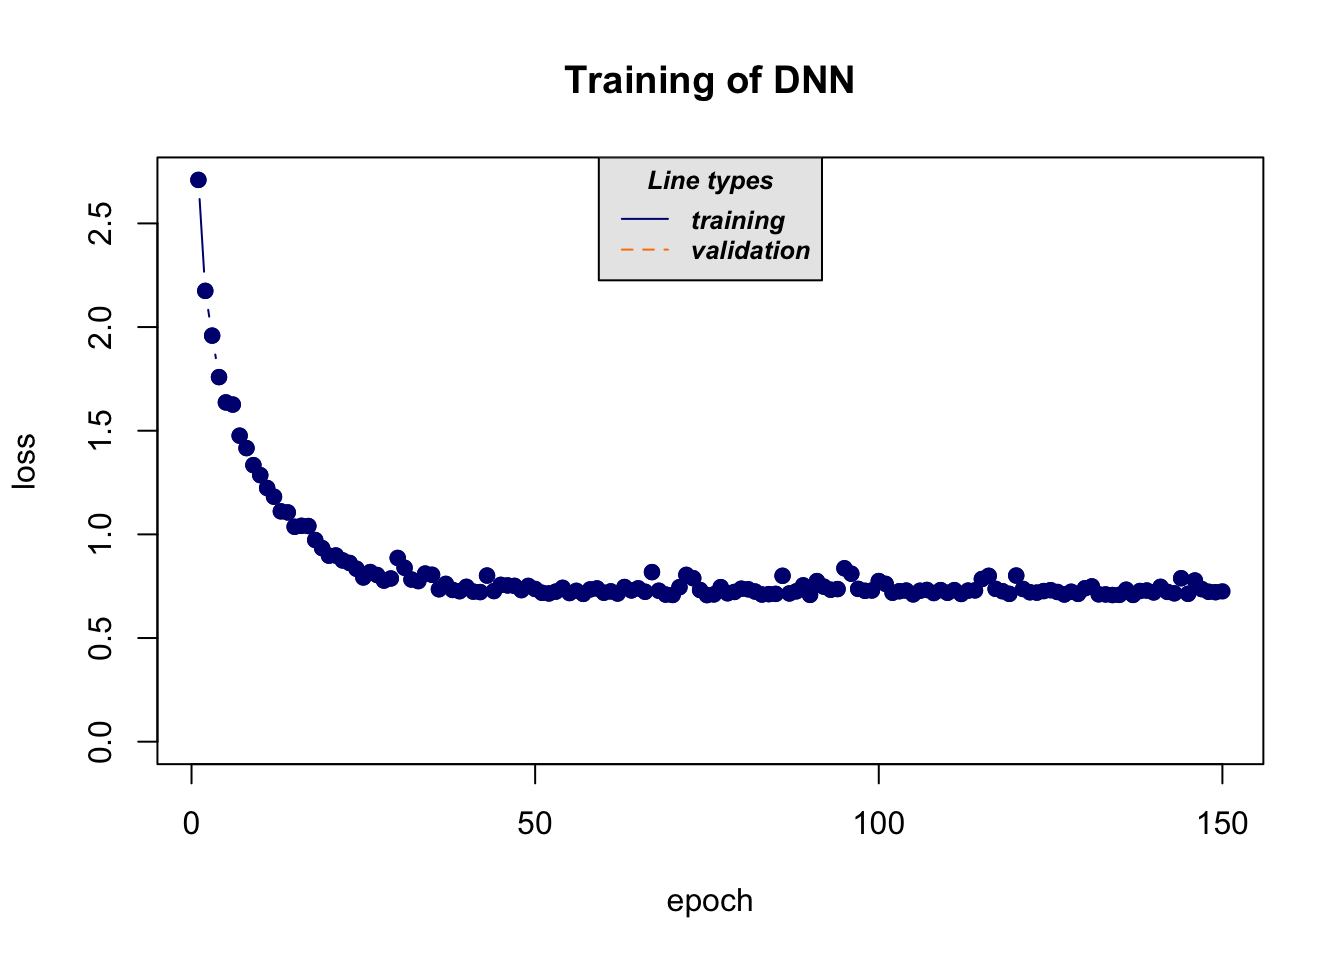 Training of DNN
Line types
training
validation
loss
2.5
2.0
1.5
1.0
0.5
0.0
0 50 100 150
epoch